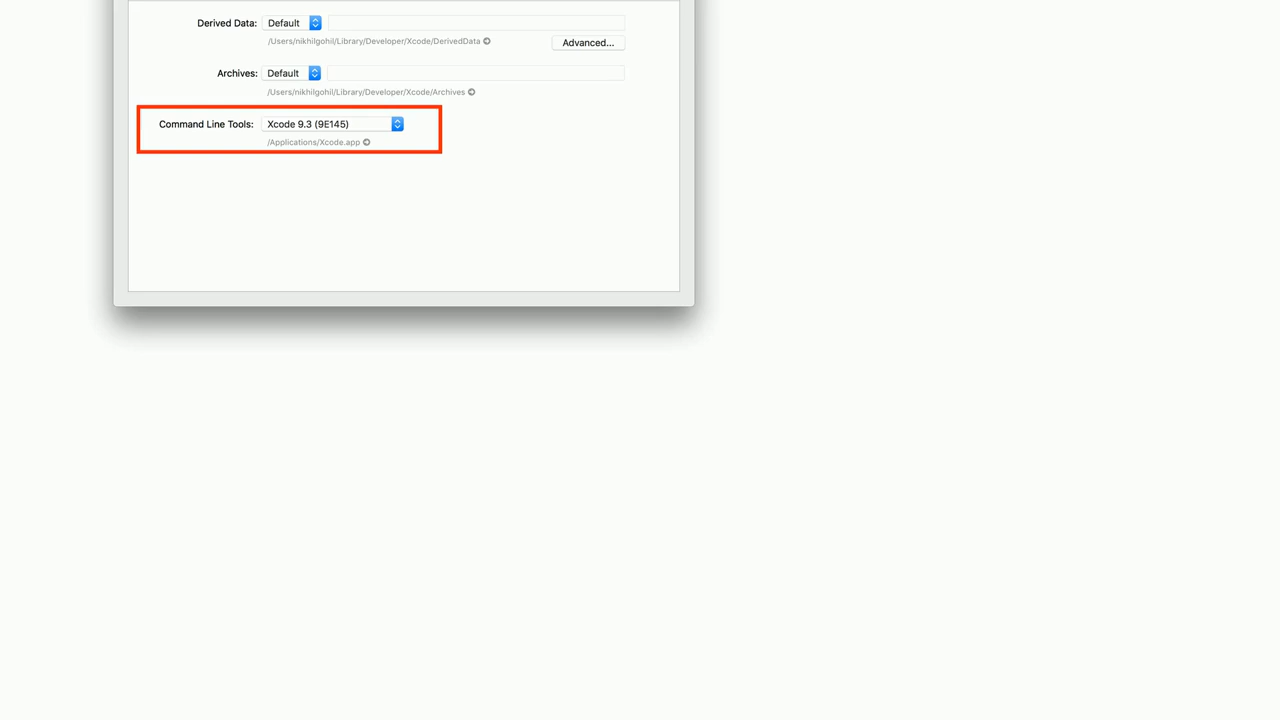 Derived Data: Default
/Users/nikhilgohil/Library/Developer/Xcode/DerivedData
Advanced...
Archives: Default
/Users/nikhilgohil/Library/Developer/Xcode/Archives
Command Line Tools: Xcode 9.3 (9E145)
/Applications/Xcode.app